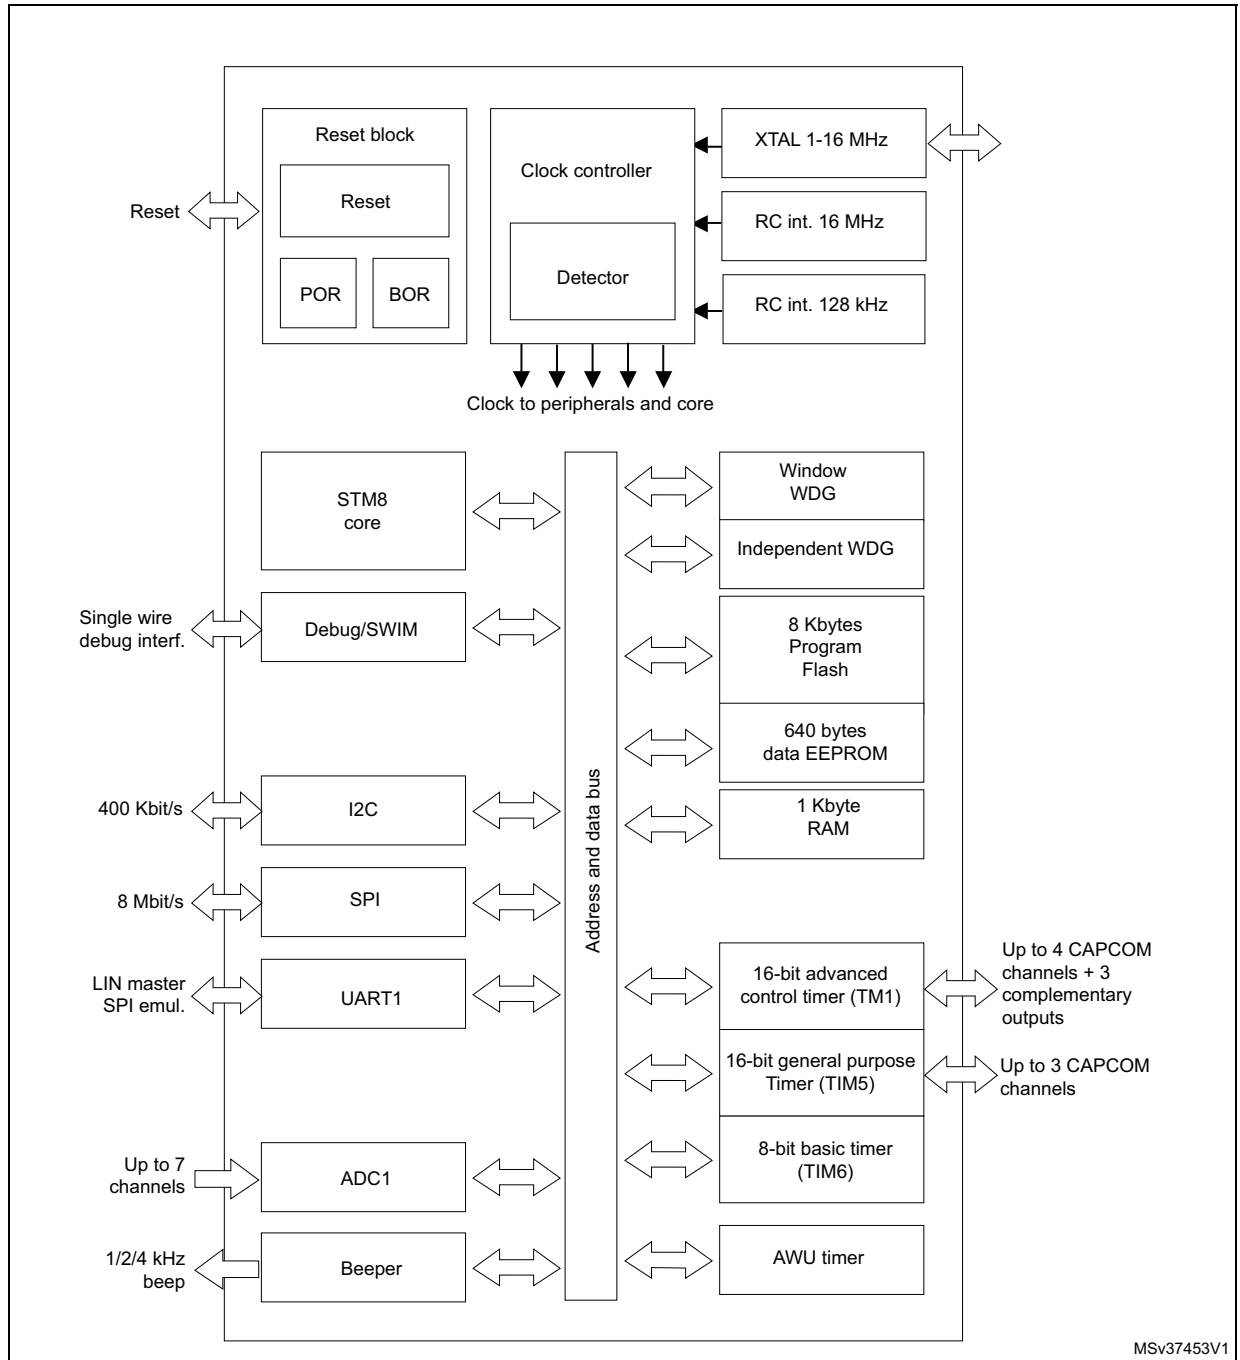 Reset block
Reset
POR
BOR
Reset
Clock controller
Detector
XTAL 1-16 MHz
RC int. 16 MHz
RC int. 128 kHz
Clock to peripherals and core
STM8
core
Single wire
debug interf.
Debug/SWIM
400 Kbit/s
I2C
8 Mbit/s
SPI
LIN master
SPI emul.
UART1
Up to 7
channels
ADC1
1/2/4 kHz
beep
Beeper
Address and data bus
Window
WDG
Independent WDG
8 Kbytes
Program
Flash
640 bytes
data EEPROM
1 Kbyte
RAM
16-bit advanced
control timer (TM1)
Up to 4 CAPCOM
channels + 3
complementary
outputs
16-bit general purpose
Timer (TIM5)
Up to 3 CAPCOM
channels
8-bit basic timer
(TIM6)
AWU timer
MSv37453V1